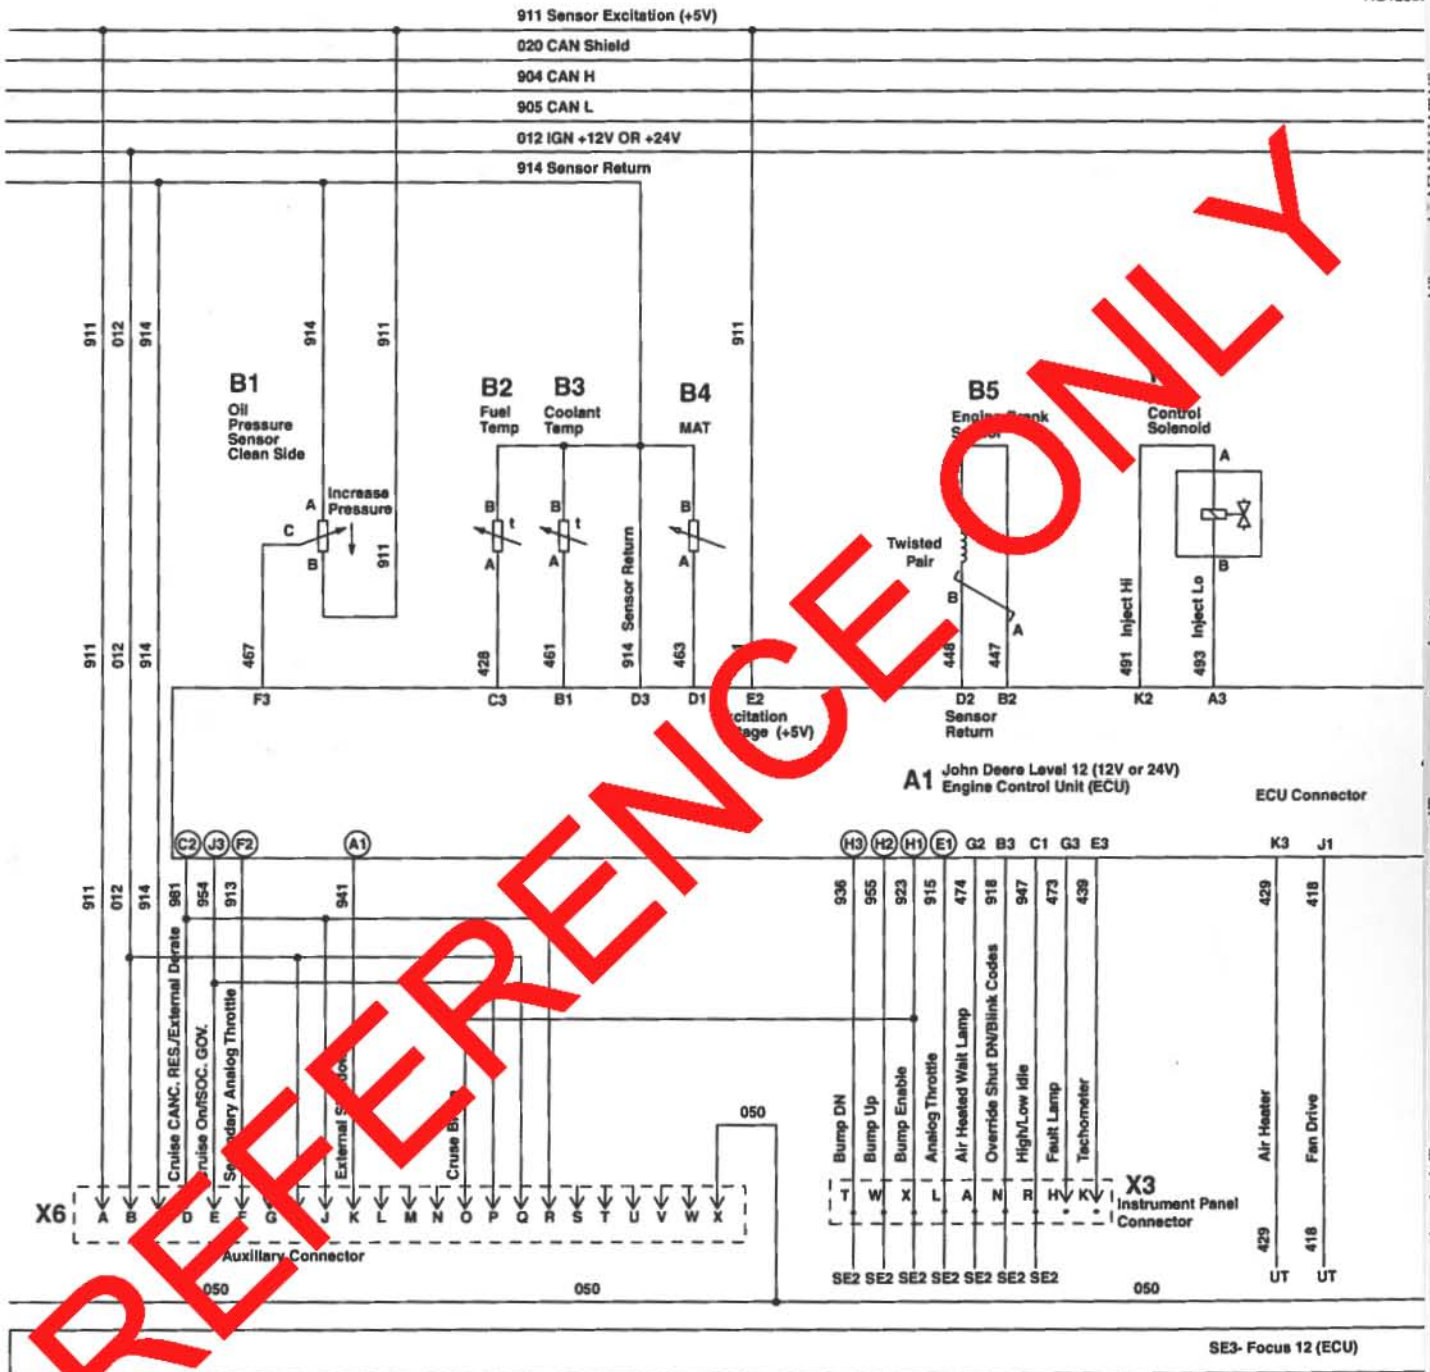 911 Sensor Excitation (+5V)
020 CAN Shield
904 CAN H
905 CAN L
012 IGN +12V OR +24V
914 Sensor Return
911
012
914
914
911
911
B1
Oil
Pressure
Sensor
Clean Side
B2
Fuel
Temp
B3
Coolant
Temp
B4
MAT
B5
Control
Solenoid
A
Increase
Pressure
C
B
911
B
t
A
B
t
A
B
A
914 Sensor Return
Twisted
Pair
B
A
A
B
491 Inject Hi
493 Inject Lo
911
012
914
467
428
461
463
448
447
F3
C3
B1
D3
D1
E2
D2
B2
K2
A3
(+5V)
Sensor
Return
A1
John Deere Level 12 (12V or 24V)
Engine Control Unit (ECU)
ECU Connector
C2
J3
F2
A1
H3
H2
H1
E1
G2
B3
C1
G3
E3
K3
J1
911
012
914
981
954
913
941
936
955
923
915
474
918
947
473
439
429
418
Cruise CANC. RES./External Derate
On/ISOC. GOV.
Analog Throttle
External
Cruse
050
Bump DN
Bump Up
Bump Enable
Analog Throttle
Air Heated Wait Lamp
Override Shut DN/Blink Codes
High/Low Idle
Fault Lamp
Tachometer
Air Heater
Fan Drive
X6
A B D E F G J K L M N O P Q R S T U V W X
Auxillary Connector
T W X L A N R H K
X3
Instrument Panel
Connector
429
418
SE2 SE2 SE2 SE2 SE2 SE2 SE2
UT
UT
050
050
050
SE3- Focus 12 (ECU)
REFERENCE ONLY